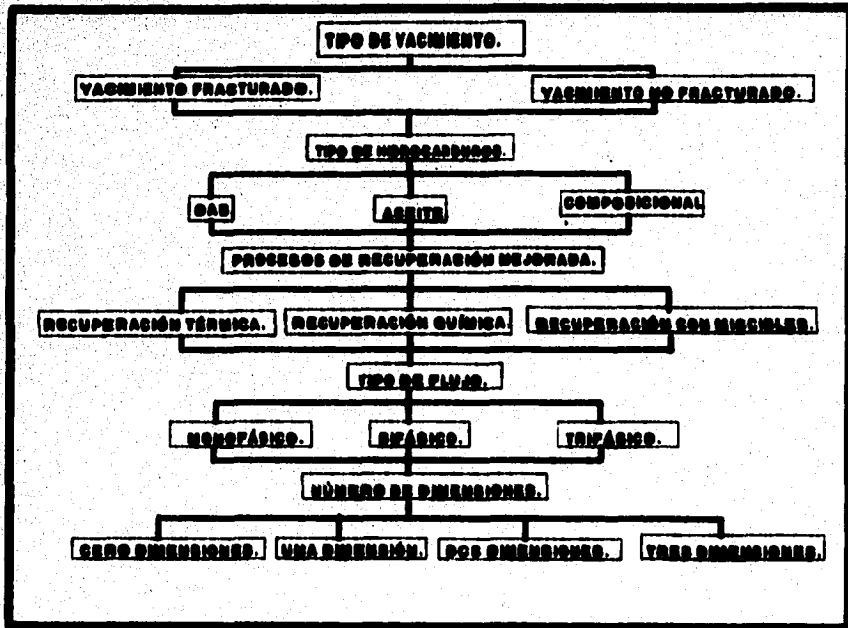 TIPO DE YACIMIENTO.
YACIMIENTO FRACTURADO. YACIMIENTO NO FRACTURADO.
TIPO DE HIDROCARBUROS.
GAS ACEITE COMPOSICIONAL
PROCESOS DE RECUPERACIÓN MEJORADA.
RECUPERACIÓN TÉRMICA. RECUPERACIÓN QUÍMICA RECUPERACIÓN CON MISCIBLES.
TIPO DE FLUJO.
MONOFÁSICO. BIFÁSICO. TRIFÁSICO.
NÚMERO DE DIMENSIONES.
CERO DIMENSIONES. UNA DIMENSIÓN. DOS DIMENSIONES. TRES DIMENSIONES.